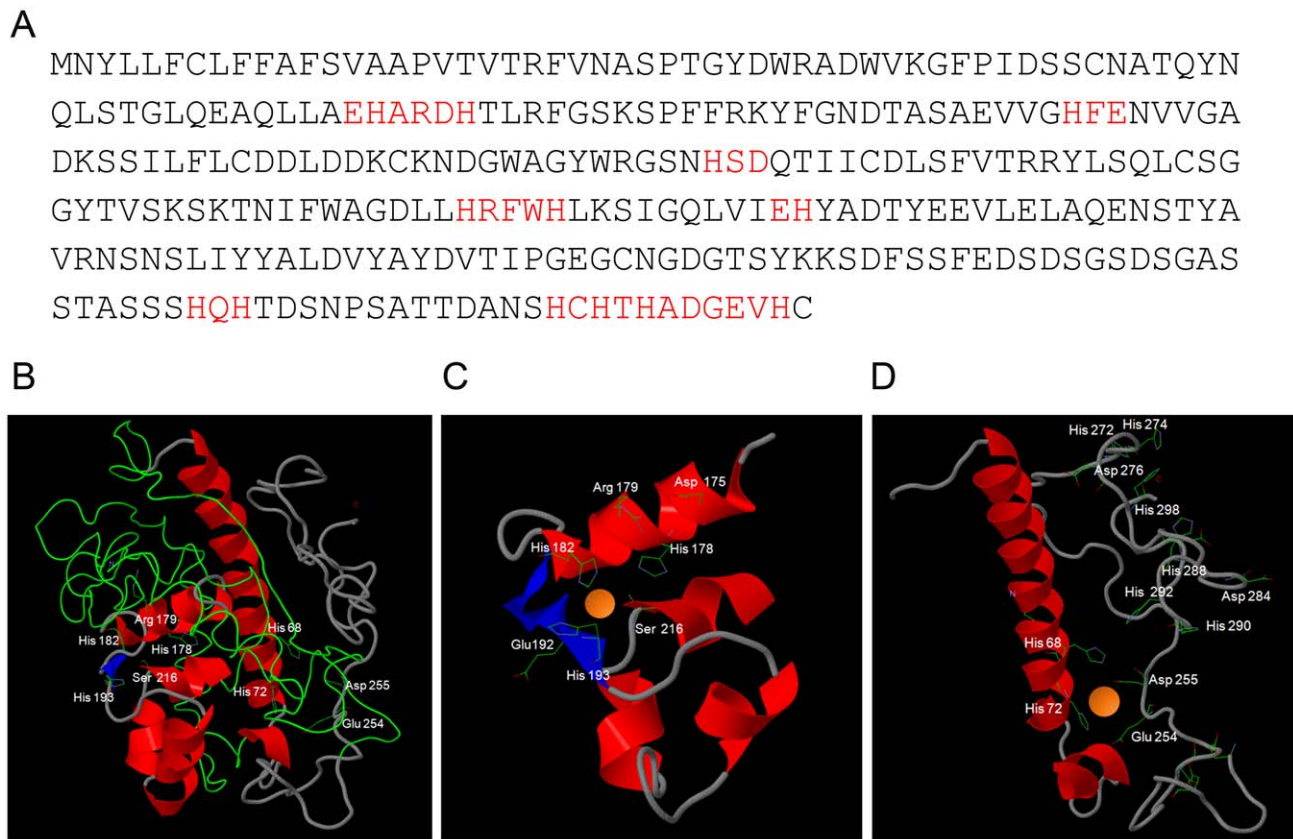 A
MNYLLFCLFFAFSVAAPVTVTRFVNASPTGYDWRADWVKGFPIDSSCNATQYN
QLSTGLQEAQLLAEHARDHTLRFGSKSPFFRKYFGNDTASAEVVGHFENVVGA
DKSSILFLCDDLDDKCKNDGWAGYWRGSNHSDQTIICDLSFVTRRYLSQLCSG
GYTVSKSKTNIFWAGDLLHRFWHLKSIGQLVIEHYADTYEEVLELAQENSTYA
VRNSNSLIYYALDVYAYDVTIPGEGCNGDGTSYKKSDFSSFEDSDSGSDSGAS
STASSSHQHTDSNPSATTDANSHCHTHADGEVHC
B
C
D
C
N
Arg 179
His 68
His 182
His 178
Ser 216
His 193
His 72
Asp 255
Glu 254
Arg 179
Asp 175
His 182
His 178
Glu192
Ser 216
His 193
His 272
His 274
Asp 276
C
His 298
His 288
Asp 284
N
His 292
His 290
His 68
Asp 255
His 72
Glu 254